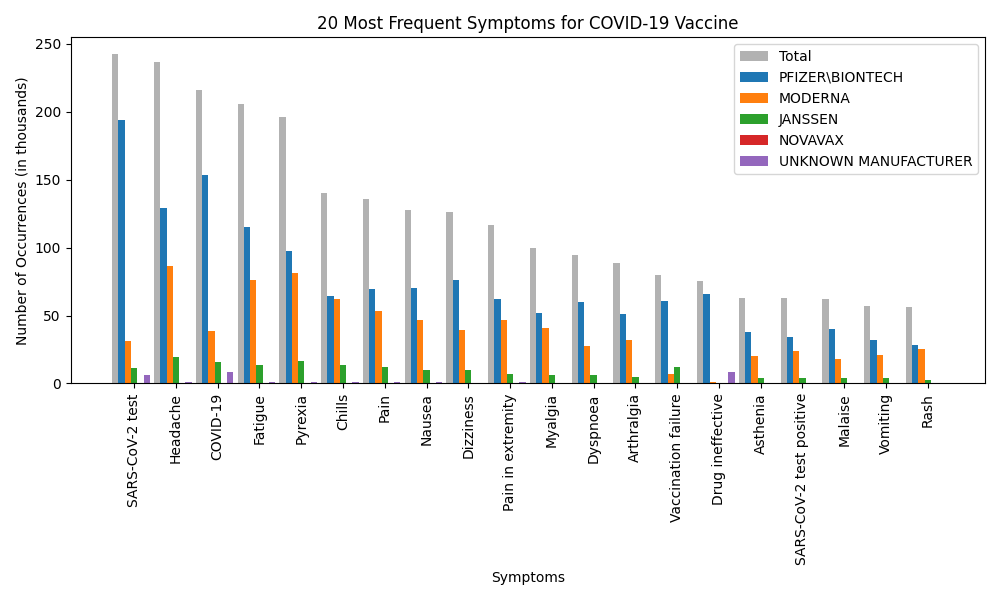 20 Most Frequent Symptoms for COVID-19 Vaccine
Number of Occurrences (in thousands)
250
200
150
100
50
0
Total
PFIZER\BIONTECH
MODERNA
JANSSEN
NOVAVAX
UNKNOWN MANUFACTURER
SARS-CoV-2 test
Headache
COVID-19
Fatigue
Pyrexia
Chills
Pain
Nausea
Dizziness
Pain in extremity
Myalgia
Dyspnoea
Arthralgia
Vaccination failure
Drug ineffective
Asthenia
SARS-CoV-2 test positive
Malaise
Vomiting
Rash
Symptoms